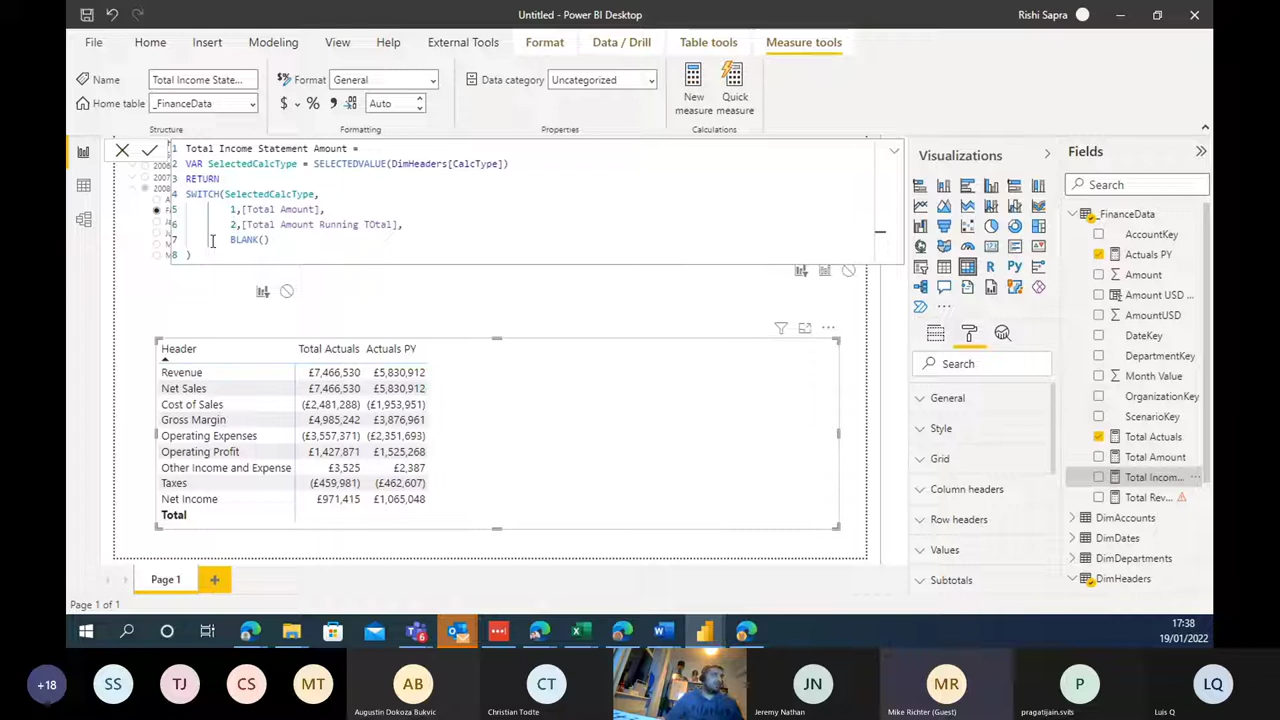 Untitled - Power BI Desktop
Rishi Sapra
File Home Insert Modeling View Help External Tools Format Data / Drill Table tools Measure tools
Name Total Income State...
Home table _FinanceData
Structure
Format General
$ % Auto
Formatting
Data category Uncategorized
Properties
New measure
Quick measure
Calculations
1 Total Income Statement Amount =
2 VAR SelectedCalcType = SELECTEDVALUE(DimHeaders[CalcType])
3 RETURN
4 SWITCH(SelectedCalcType,
5 1,[Total Amount],
6 2,[Total Amount Running TOtal],
7 BLANK()
8 )
2007
2008
Header Total Actuals Actuals PY
Revenue £7,466,530 £5,830,912
Net Sales £7,466,530 £5,830,912
Cost of Sales (£2,481,288) (£1,953,951)
Gross Margin £4,985,242 £3,876,961
Operating Expenses (£3,557,371) (£2,351,693)
Operating Profit £1,427,871 £1,525,268
Other Income and Expense £3,525 £2,387
Taxes (£459,981) (£462,607)
Net Income £971,415 £1,065,048
Total
Visualizations
R Py
Search
General
Style
Grid
Column headers
Row headers
Values
Subtotals
Fields
Search
_FinanceData
AccountKey
Actuals PY
Amount
Amount USD ...
AmountUSD
DateKey
DepartmentKey
Month Value
OrganizationKey
ScenarioKey
Total Actuals
Total Amount
Total Incom...
Total Rev...
DimAccounts
DimDates
DimDepartments
DimHeaders
Page 1
Page 1 of 1
17:38
19/01/2022
+18 SS TJ CS MT AB CT JN MR P LQ
Augustin Dokoza Bukvic
Christian Todte
Jeremy Nathan
Mike Richter (Guest)
pragatijain.svits
Luis Q